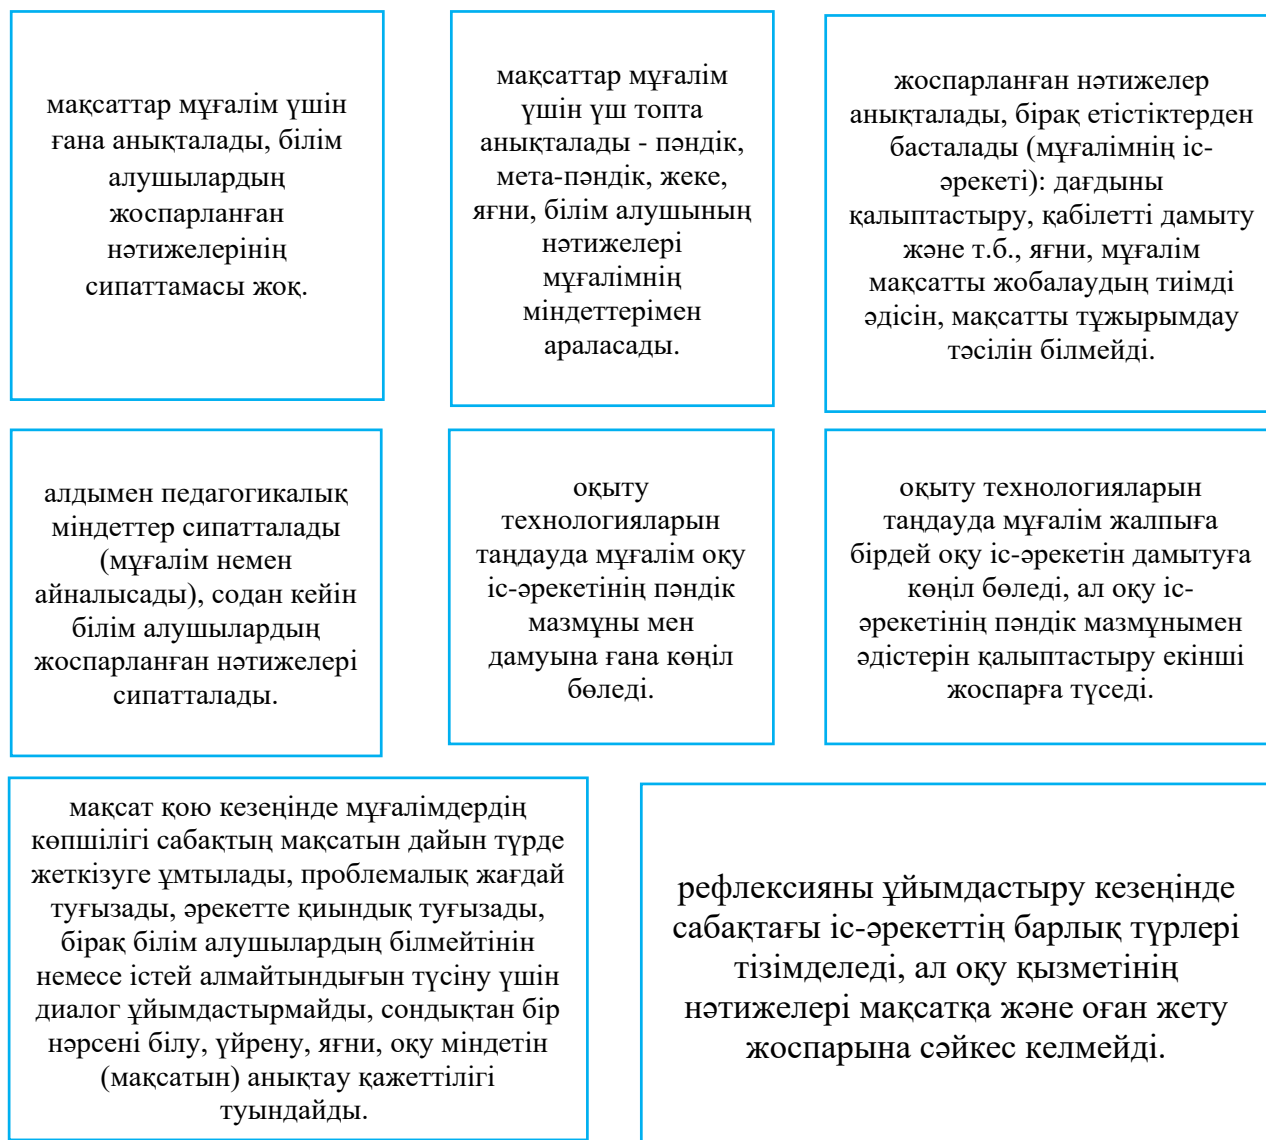 мақсаттар мұғалім үшін
ғана анықталады, білім
алушылардың
жоспарланған
нәтижелерінің
сипаттамасы жоқ.
мақсаттар мұғалім
үшін үш топта
анықталады - пәндік,
мета-пәндік, жеке,
яғни, білім алушының
нәтижелері
мұғалімнің
міндеттерімен
араласады.
жоспарланған нәтижелер
анықталады, бірақ етістіктерден
басталады (мұғалімнің іс-
әрекеті): дағдыны
қалыптастыру, қабілетті дамыту
және т.б., яғни, мұғалім
мақсатты жобалаудың тиімді
әдісін, мақсатты тұжырымдау
тәсілін білмейді.
алдымен педагогикалық
міндеттер сипатталады
(мұғалім немен
айналысады), содан кейін
білім алушылардың
жоспарланған нәтижелері
сипатталады.
оқыту
технологияларын
таңдауда мұғалім оқу
іс-әрекетінің пәндік
мазмұны мен
дамуына ғана көңіл
бөледі.
оқыту технологияларын
таңдауда мұғалім жалпыға
бірдей оқу іс-әрекетін дамытуға
көңіл бөледі, ал оқу іс-
әрекетінің пәндік мазмұнымен
әдістерін қалыптастыру екінші
жоспарға түседі.
мақсат қою кезеңінде мұғалімдердің
көпшілігі сабақтың мақсатын дайын түрде
жеткізуге ұмтылады, проблемалық жағдай
туғызады, әрекетте қиындық туғызады,
бірақ білім алушылардың білмейтінін
немесе істей алмайтындығын түсіну үшін
диалог ұйымдастырмайды, сондықтан бір
нәрсені білу, үйрену, яғни, оқу міндетін
(мақсатын) анықтау қажеттілігі
туындайды.
рефлексияны ұйымдастыру кезеңінде
сабақтағы іс-әрекеттің барлық түрлері
тізімделеді, ал оқу қызметінің
нәтижелері мақсатқа және оған жету
жоспарына сәйкес келмейді.